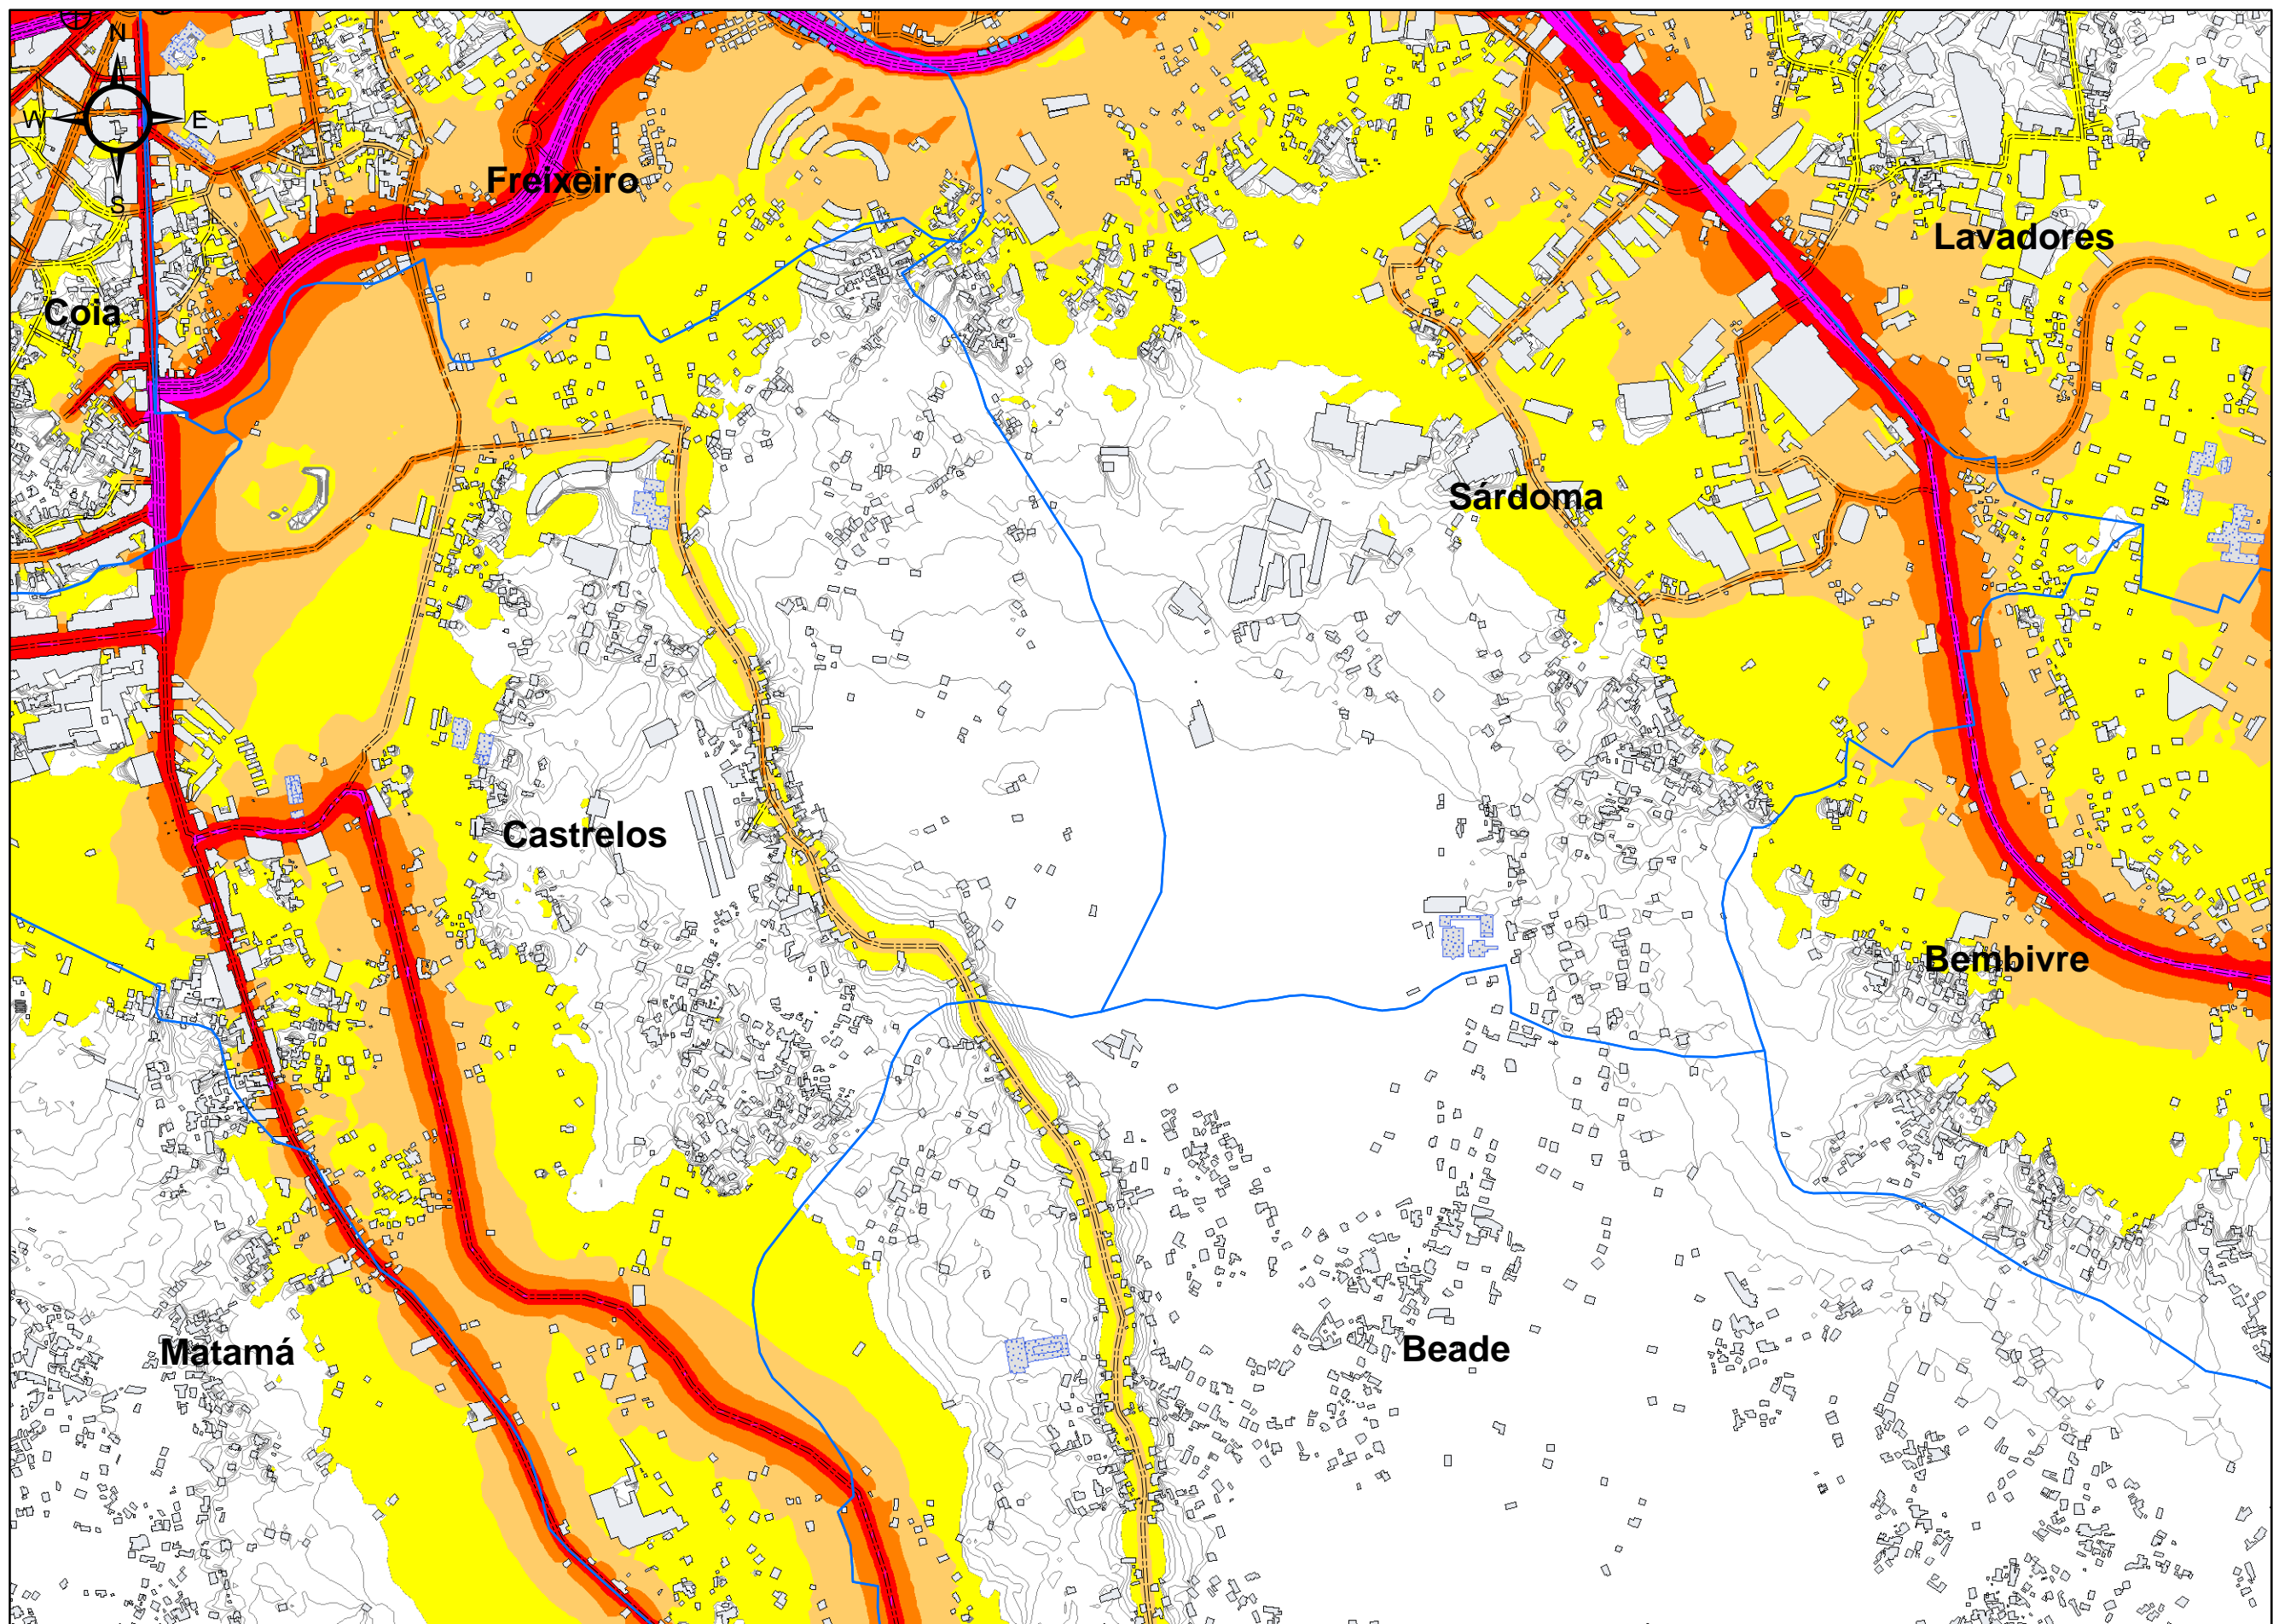 N
W
E
S
Freixeiro
Lavadores
Coia
Sárdoma
Castrelos
Bembivre
Matamá
Beade